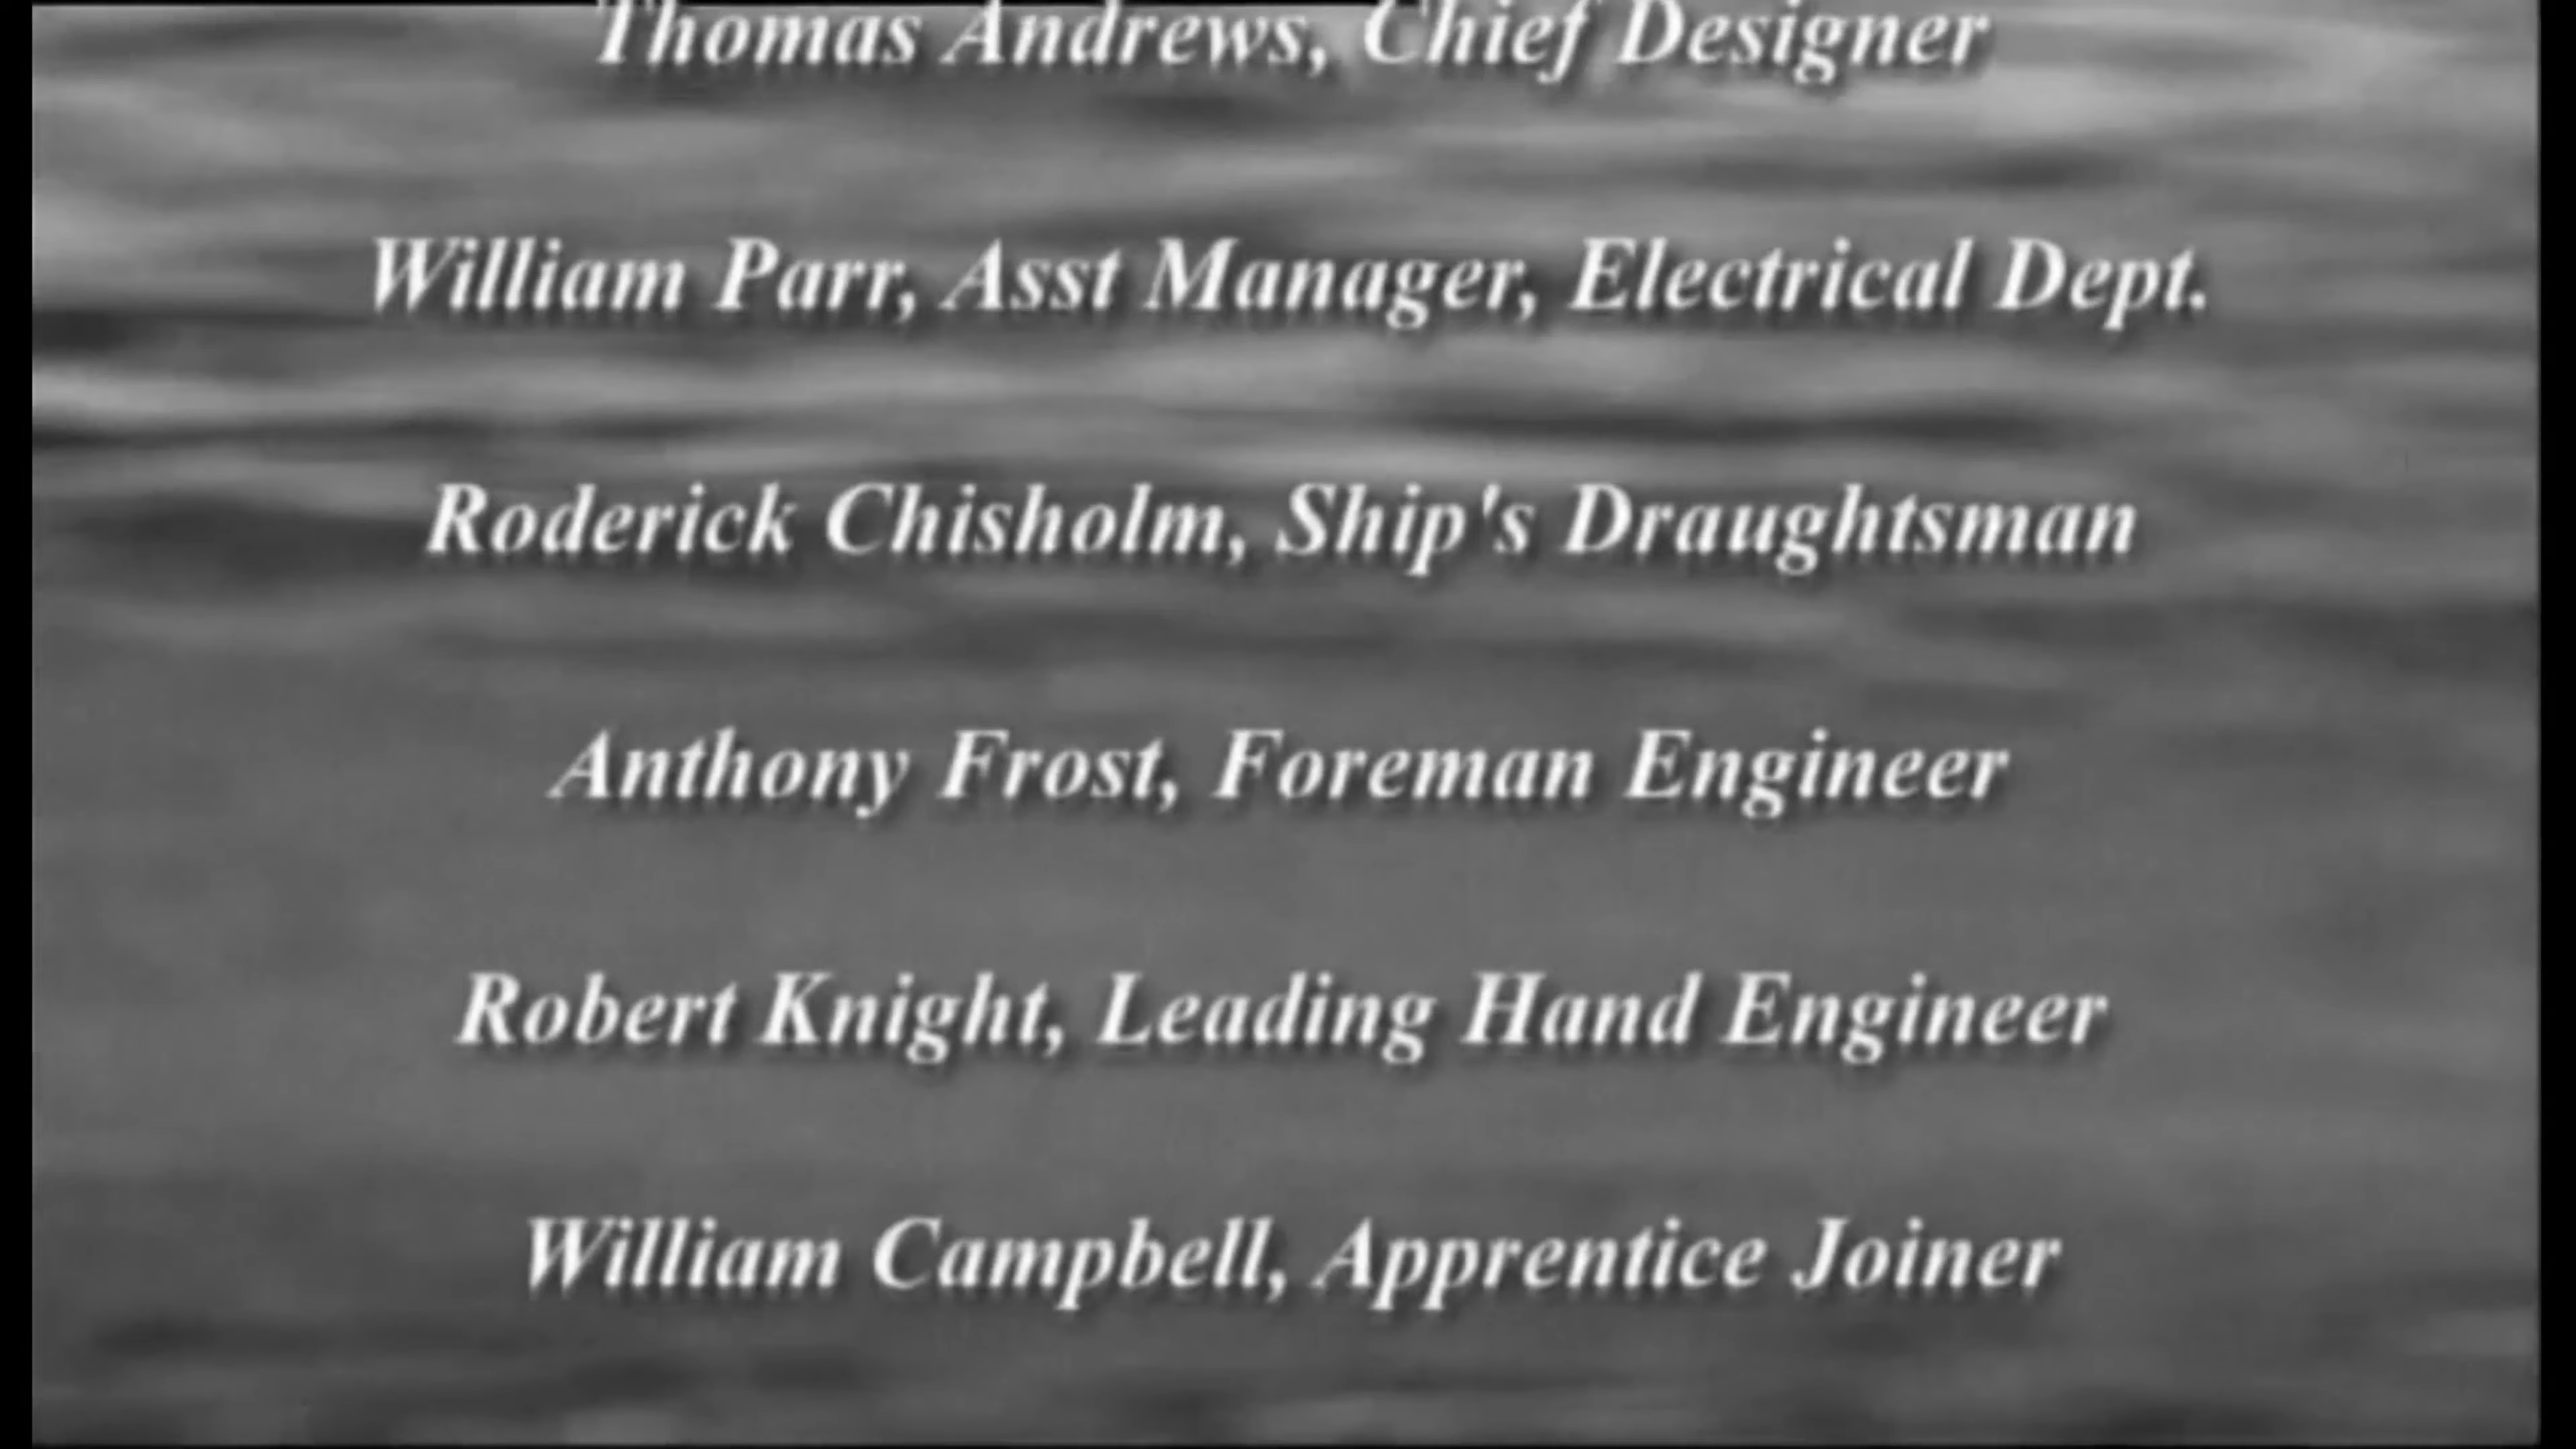 Thomas Andrews, Chief Designer
William Parr, Asst Manager, Electrical Dept.
Roderick Chisholm, Ship's Draughtsman
Anthony Frost, Foreman Engineer
Robert Knight, Leading Hand Engineer
William Campbell, Apprentice Joiner